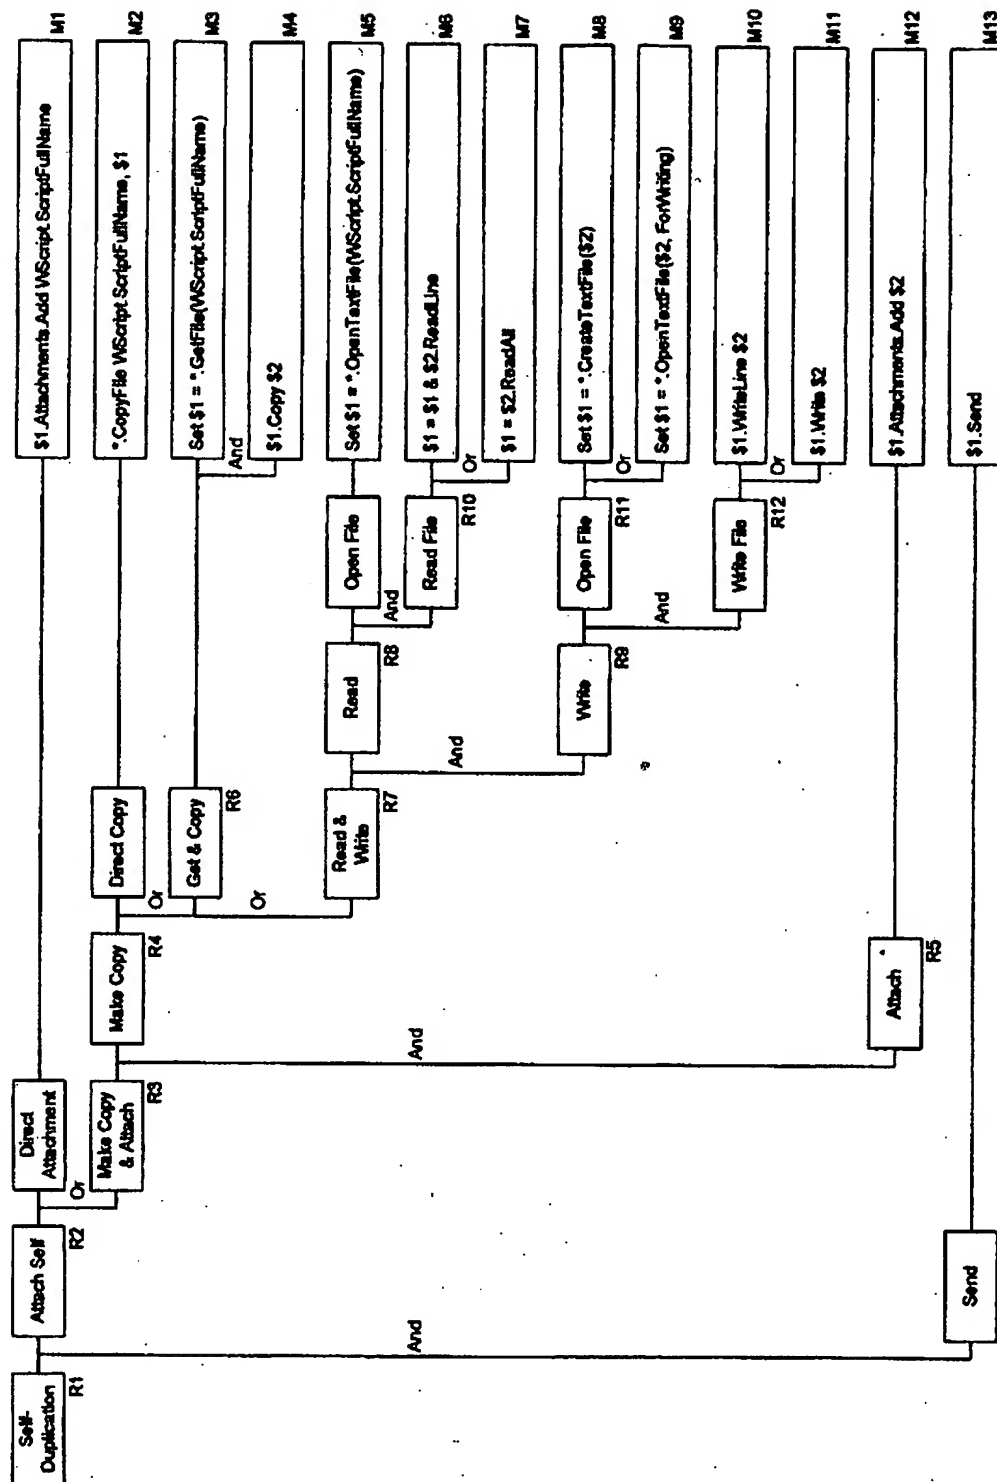 Self-
Duplication
R1
And
Attach Self
R2
Or
Direct
Attachment
$1.Attachments.Add WScript.ScriptFullName
M1
Make Copy
& Attach
R3
And
Make Copy
R4
Or
Or
Direct Copy
*.CopyFile WScript.ScriptFullName, $1
M2
Get & Copy
R6
Set $1 = *.GetFile(WScript.ScriptFullName)
M3
And
$1.Copy $2
M4
Read &
Write
R7
And
Read
R8
And
Open File
Set $1 = *.OpenTextFile(WScript.ScriptFullName)
M5
Read File
R10
$1 = $1 & $2.ReadLine
M6
Or
$1 = $2.ReadAll
M7
Write
R9
And
Open File
R11
Set $1 = *.CreateTextFile($2)
M8
Or
Set $1 = *.OpenTextFile($2, ForWriting)
M9
Write File
R12
$1.WriteLine $2
M10
Or
$1.Write $2
M11
Attach
R5
$1.Attachments.Add $2
M12
Send
$1.Send
M13